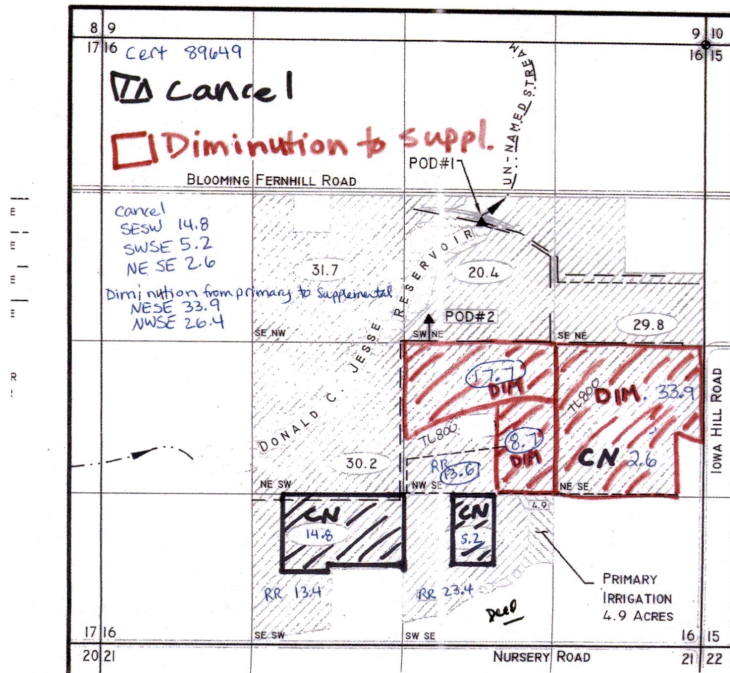 8 9
17 16
9 10
16 15
Cert 89649
Cancel
Diminution to suppl.
UN-NAMED STREAM
POD#1
BLOOMING FERNHILL ROAD
Cancel
SESW 14.8
SWSE 5.2
NE SE 2.6
Diminution from primary to Supplemental
NESE 33.9
NWSE 26.4
31.7
20.4
29.8
POD#2
SE NW
SW NE
SE NE
DONALD C. JESSE RESERVOIR
17.7
DIM
TL800
DIM. 33.9
TL800
8.7
DIM
CN 2.6
RR
13.6
30.2
NE SW
NW SE
NE SE
IOWA HILL ROAD
CN
14.8
CN
5.2
4.9
RR 13.4
RR 23.4
PRIMARY
IRRIGATION
4.9 ACRES
SE SW
SW SE
17 16
20 21
16 15
21 22
NURSERY ROAD